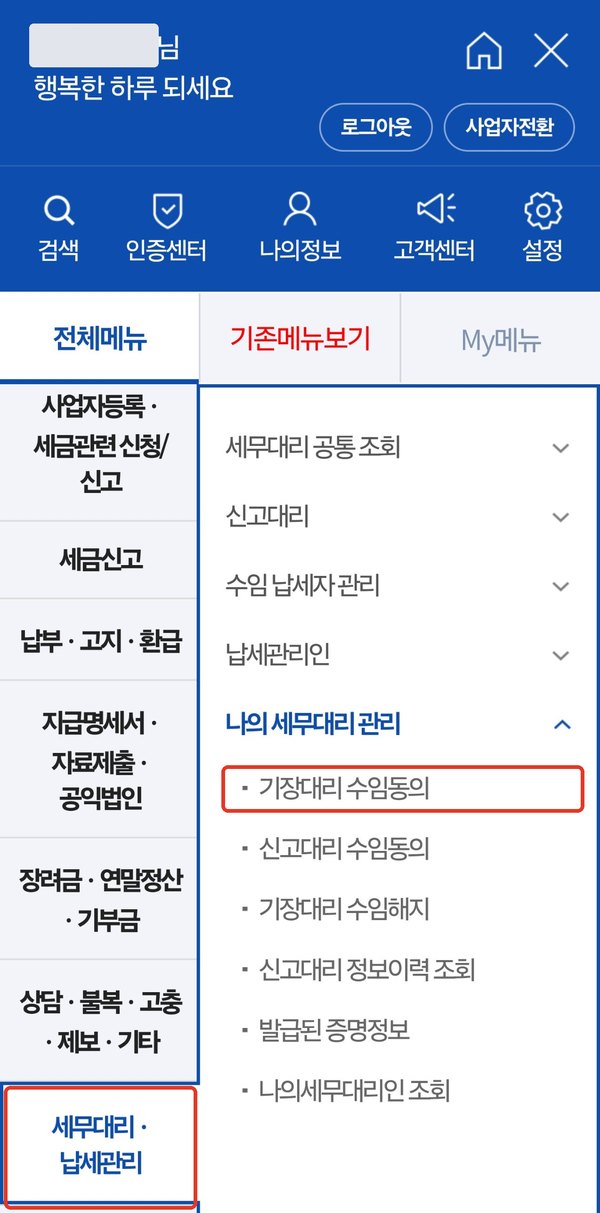 님
행복한 하루 되세요
로그아웃
사업자전환
검색
인증센터
나의정보
고객센터
설정
전체메뉴
기존메뉴보기
My메뉴
사업자등록 ·
세금관련 신청/
신고
세금신고
납부 · 고지 · 환급
지급명세서 ·
자료제출 ·
공익법인
장려금 · 연말정산
· 기부금
상담 · 불복 · 고충
· 제보 · 기타
세무대리 ·
납세관리
세무대리 공통 조회
신고대리
수임 납세자 관리
납세관리인
나의 세무대리 관리
▪ 기장대리 수임동의
▪ 신고대리 수임동의
▪ 기장대리 수임해지
▪ 신고대리 정보이력 조회
▪ 발급된 증명정보
▪ 나의세무대리인 조회